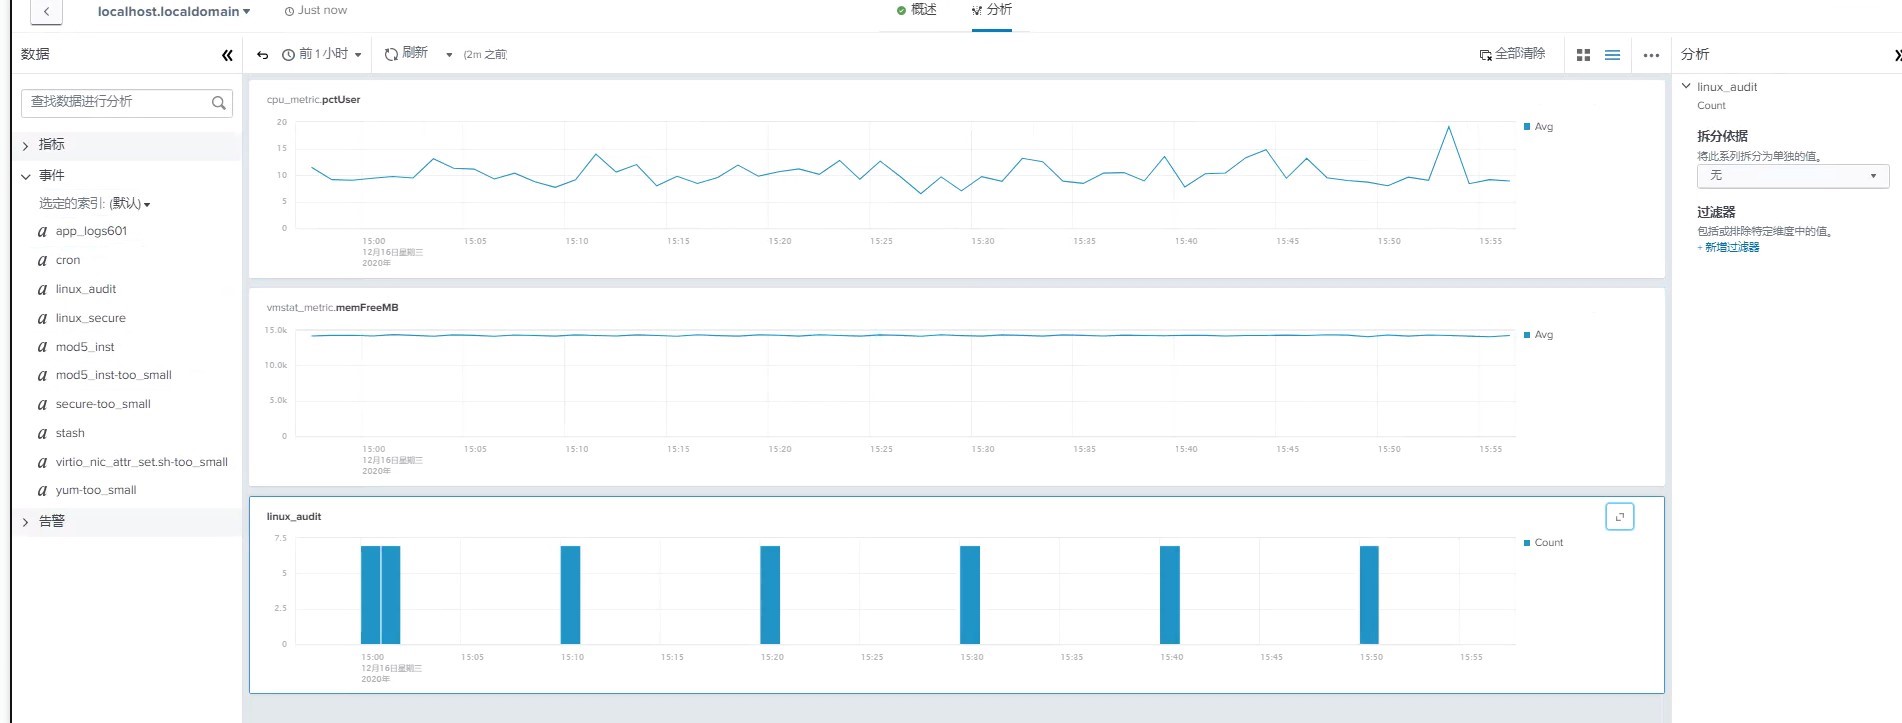 localhost.localdomain
Just now
概述
分析
数据
前 1 小时
刷新
(2m 之前)
全部清除
分析
查找数据进行分析
指标
事件
选定的索引: (默认)
a app_logs601
a cron
a linux_audit
a linux_secure
a mod5_inst
a mod5_inst-too_small
a secure-too_small
a stash
a virtio_nic_attr_set.sh-too_small
a yum-too_small
告警
cpu_metric.pctUser
20
15
10
5
0
15:00 15:05 15:10 15:15 15:20 15:25 15:30 15:35 15:40 15:45 15:50 15:55
12月16日星期三
2020年
Avg
vmstat_metric.memFreeMB
15.0k
10.0k
5.0k
0
15:00 15:05 15:10 15:15 15:20 15:25 15:30 15:35 15:40 15:45 15:50 15:55
12月16日星期三
2020年
Avg
linux_audit
7.5
5
2.5
0
15:00 15:05 15:10 15:15 15:20 15:25 15:30 15:35 15:40 15:45 15:50 15:55
12月16日星期三
2020年
Count
linux_audit
Count
拆分依据
将此系列拆分为单独的值。
无
过滤器
包括或排除特定维度中的值。
+ 新增过滤器